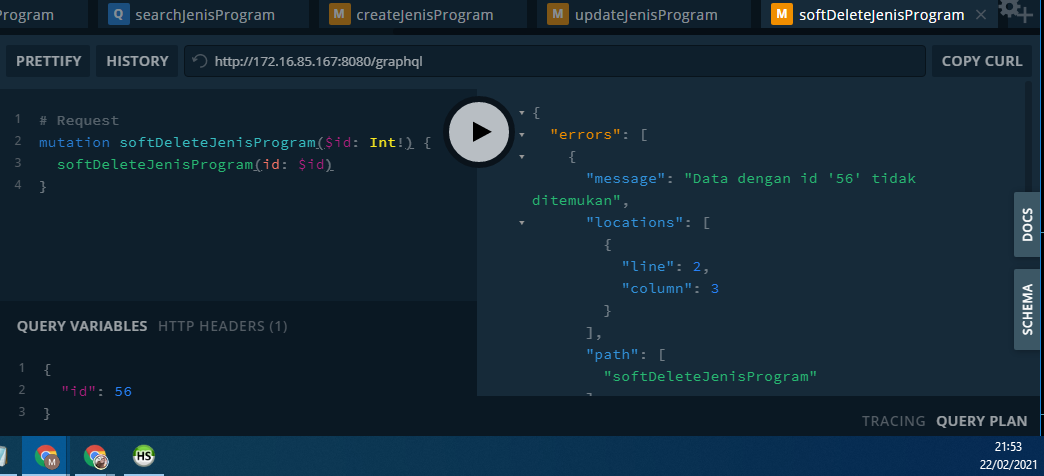 rogram
Q searchJenisProgram
M createJenisProgram
M updateJenisProgram
M softDeleteJenisProgram
PRETTIFY HISTORY http://172.16.85.167:8080/graphql COPY CURL
1 # Request
2 mutation softDeleteJenisProgram($id: Int!) {
3 softDeleteJenisProgram(id: $id)
4 }
{
"errors": [
{
"message": "Data dengan id '56' tidak
ditemukan",
"locations": [
{
"line": 2,
"column": 3
}
],
"path": [
"softDeleteJenisProgram"
DOCS
SCHEMA
QUERY VARIABLES HTTP HEADERS (1)
1 {
2 "id": 56
3 }
TRACING QUERY PLAN
M
HS
21:53
22/02/2021